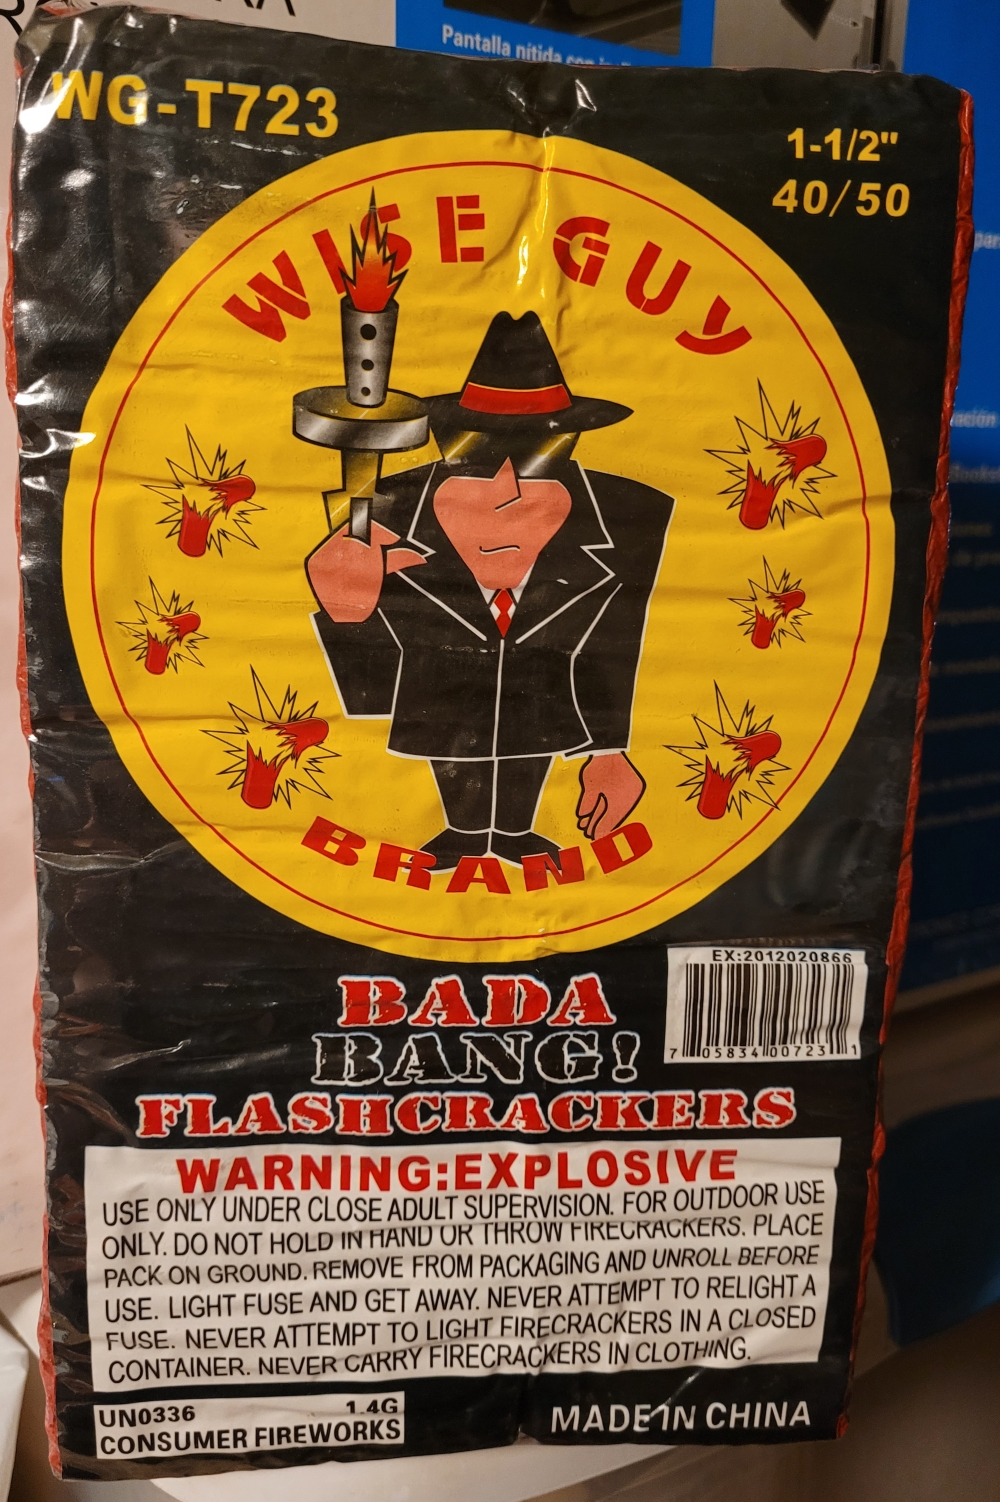 Pantalla nítida con
WG-T723
1-1/2"
40/50
WISE GUY
BRAND
EX:2012020866
7 05834 00723 1
BADA
BANG!
FLASHCRACKERS
WARNING:EXPLOSIVE
USE ONLY UNDER CLOSE ADULT SUPERVISION. FOR OUTDOOR USE
ONLY. DO NOT HOLD IN HAND OR THROW FIRECRACKERS. PLACE
PACK ON GROUND. REMOVE FROM PACKAGING AND UNROLL BEFORE
USE. LIGHT FUSE AND GET AWAY. NEVER ATTEMPT TO RELIGHT A
FUSE. NEVER ATTEMPT TO LIGHT FIRECRACKERS IN A CLOSED
CONTAINER. NEVER CARRY FIRECRACKERS IN CLOTHING.
UN0336 1.4G
CONSUMER FIREWORKS
MADE IN CHINA